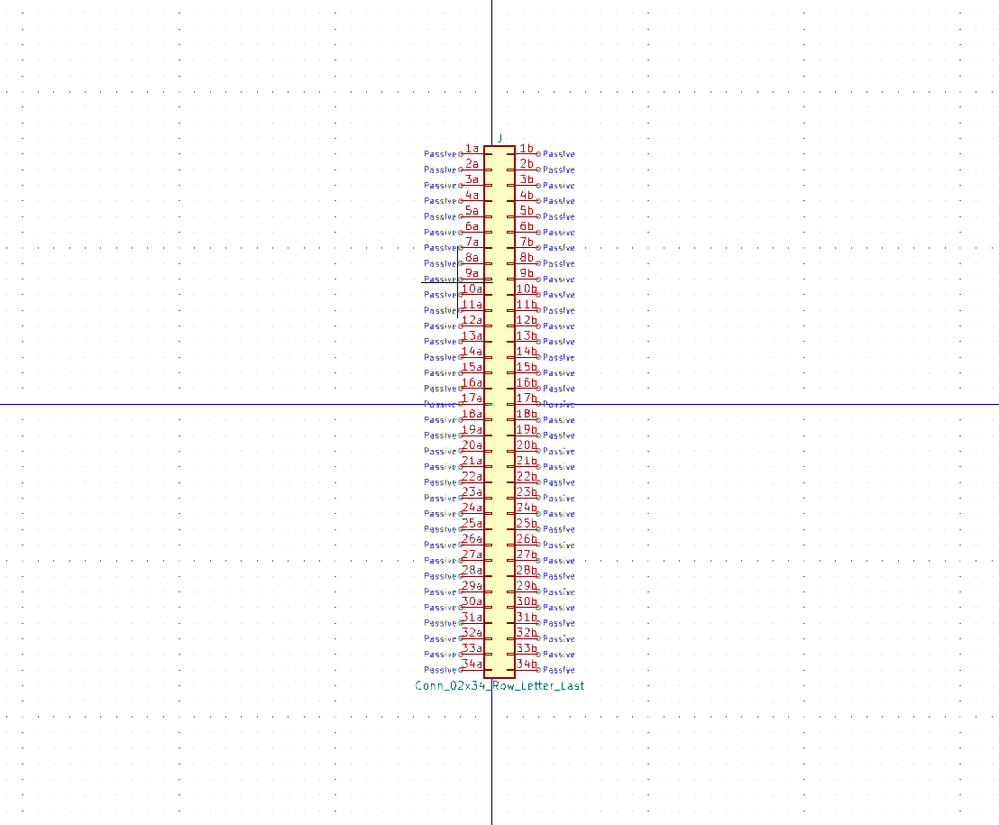 J
Passive 1a 1b Passive
Passive 2a 2b Passive
Passive 3a 3b Passive
Passive 4a 4b Passive
Passive 5a 5b Passive
Passive 6a 6b Passive
Passive 7a 7b Passive
Passive 8a 8b Passive
Passive 9a 9b Passive
Passive 10a 10b Passive
Passive 11a 11b Passive
Passive 12a 12b Passive
Passive 13a 13b Passive
Passive 14a 14b Passive
Passive 15a 15b Passive
Passive 16a 16b Passive
Passive 17a 17b Passive
Passive 18a 18b Passive
Passive 19a 19b Passive
Passive 20a 20b Passive
Passive 21a 21b Passive
Passive 22a 22b Passive
Passive 23a 23b Passive
Passive 24a 24b Passive
Passive 25a 25b Passive
Passive 26a 26b Passive
Passive 27a 27b Passive
Passive 28a 28b Passive
Passive 29a 29b Passive
Passive 30a 30b Passive
Passive 31a 31b Passive
Passive 32a 32b Passive
Passive 33a 33b Passive
Passive 34a 34b Passive
Conn_02x34_Row_Letter_Last